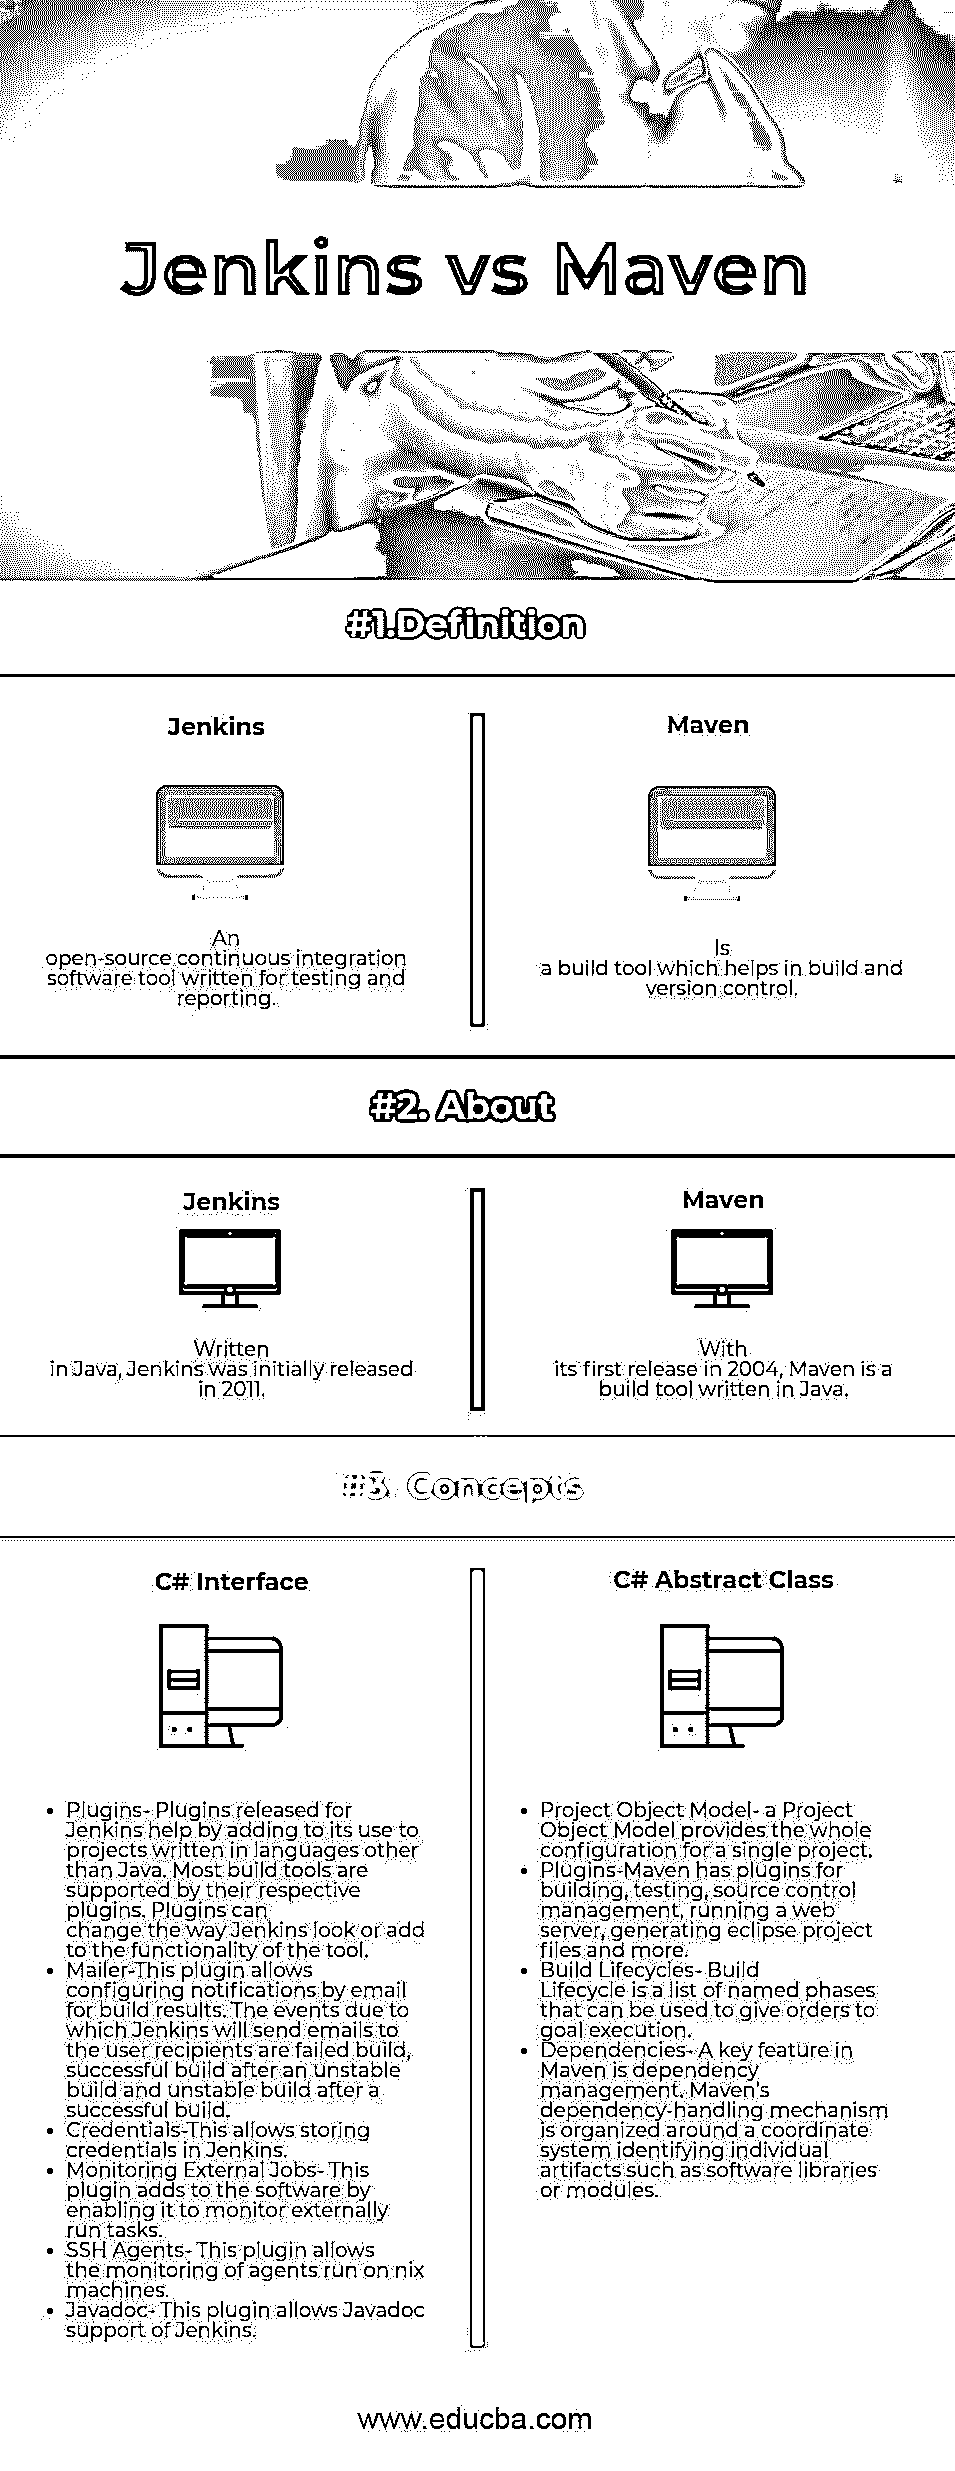 Jenkins vs Maven
#1.Definition
Jenkins
An
open-source continuous integration
software tool written for testing and
reporting.
Maven
Is
a build tool which helps in build and
version control.
#2. About
Jenkins
Written
in Java, Jenkins was initially released
in 2011.
Maven
With
its first release in 2004, Maven is a
build tool written in Java.
#3. Concepts
C# Interface
• Plugins- Plugins released for
Jenkins help by adding to its use to
projects written in languages other
than Java. Most build tools are
supported by their respective
plugins. Plugins can
change the way Jenkins look or add
to the functionality of the tool.
• Mailer-This plugin allows
configuring notifications by email
for build results. The events due to
which Jenkins will send emails to
the user recipients are failed build,
successful build after an unstable
build and unstable build after a
successful build.
• Credentials-This allows storing
credentials in Jenkins.
• Monitoring External Jobs- This
plugin adds to the software by
enabling it to monitor externally
run tasks.
• SSH Agents- This plugin allows
the monitoring of agents run on nix
machines.
• Javadoc- This plugin allows Javadoc
support of Jenkins.
C# Abstract Class
• Project Object Model- a Project
Object Model provides the whole
configuration for a single project.
• Plugins-Maven has plugins for
building, testing, source control
management, running a web
server, generating eclipse project
files and more.
• Build Lifecycles- Build
Lifecycle is a list of named phases
that can be used to give orders to
goal execution.
• Dependencies- A key feature in
Maven is dependency
management. Maven's
dependency-handling mechanism
is organized around a coordinate
system identifying individual
artifacts such as software libraries
or modules.
www.educba.com